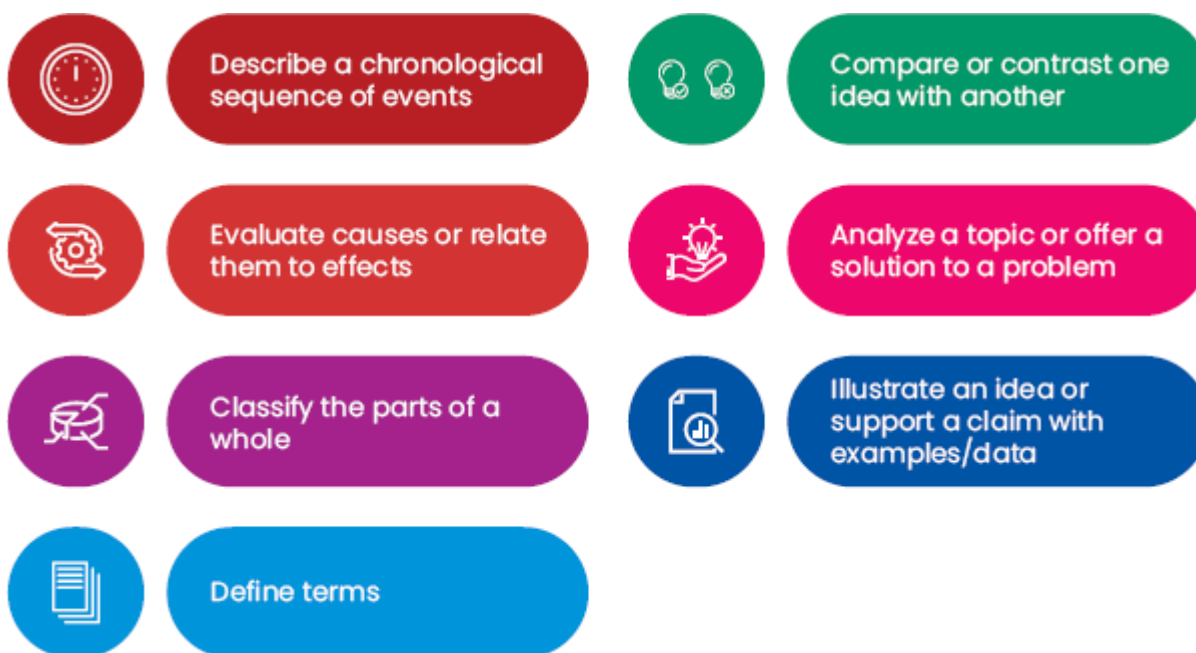 Describe a chronological
sequence of events
Compare or contrast one
idea with another
Evaluate causes or relate
them to effects
Analyze a topic or offer a
solution to a problem
Classify the parts of a
whole
Illustrate an idea or
support a claim with
examples/data
Define terms